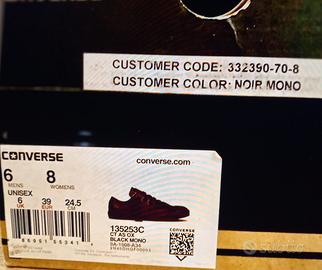 CUSTOMER CODE: 332390-70-8
CUSTOMER COLOR: NOIR MONO
CONVERSE
converse.com
6 8
MENS WOMENS
UNISEX
6 39 24.5
UK EUR CM
135253C
CT AS OX
BLACK MONO